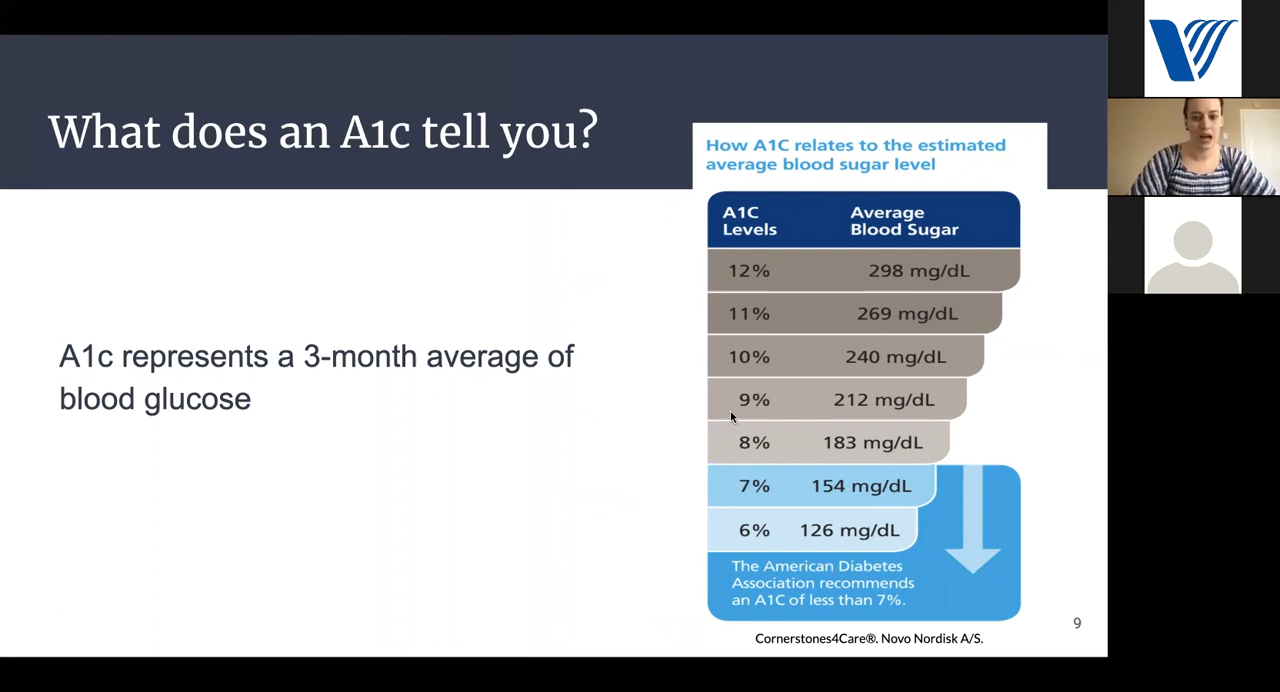 What does an A1c tell you?
A1c represents a 3-month average of
blood glucose
How A1C relates to the estimated
average blood sugar level
A1C Average
Levels Blood Sugar
12% 298 mg/dL
11% 269 mg/dL
10% 240 mg/dL
9% 212 mg/dL
8% 183 mg/dL
7% 154 mg/dL
6% 126 mg/dL
The American Diabetes
Association recommends
an A1C of less than 7%.
Cornerstones4Care®. Novo Nordisk A/S.
9